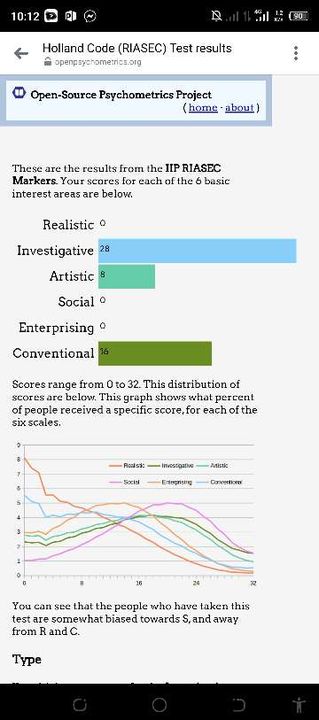 10:12
90
Holland Code (RIASEC) Test results
openpsychometrics.org
Open-Source Psychometrics Project
(home · about)
These are the results from the IIP RIASEC
Markers. Your scores for each of the 6 basic
interest areas are below.
Realistic 0
Investigative 28
Artistic 8
Social 0
Enterprising 0
Conventional 16
Scores range from 0 to 32. This distribution of
scores are below. This graph shows what percent
of people received a specific score, for each of the
six scales.
9
8
7
6
5
4
3
2
1
0
Realistic Investigative Artistic
Social Enterprising Conventional
0 8 16 24 32
You can see that the people who have taken this
test are somewhat biased towards S, and away
from R and C.
Type